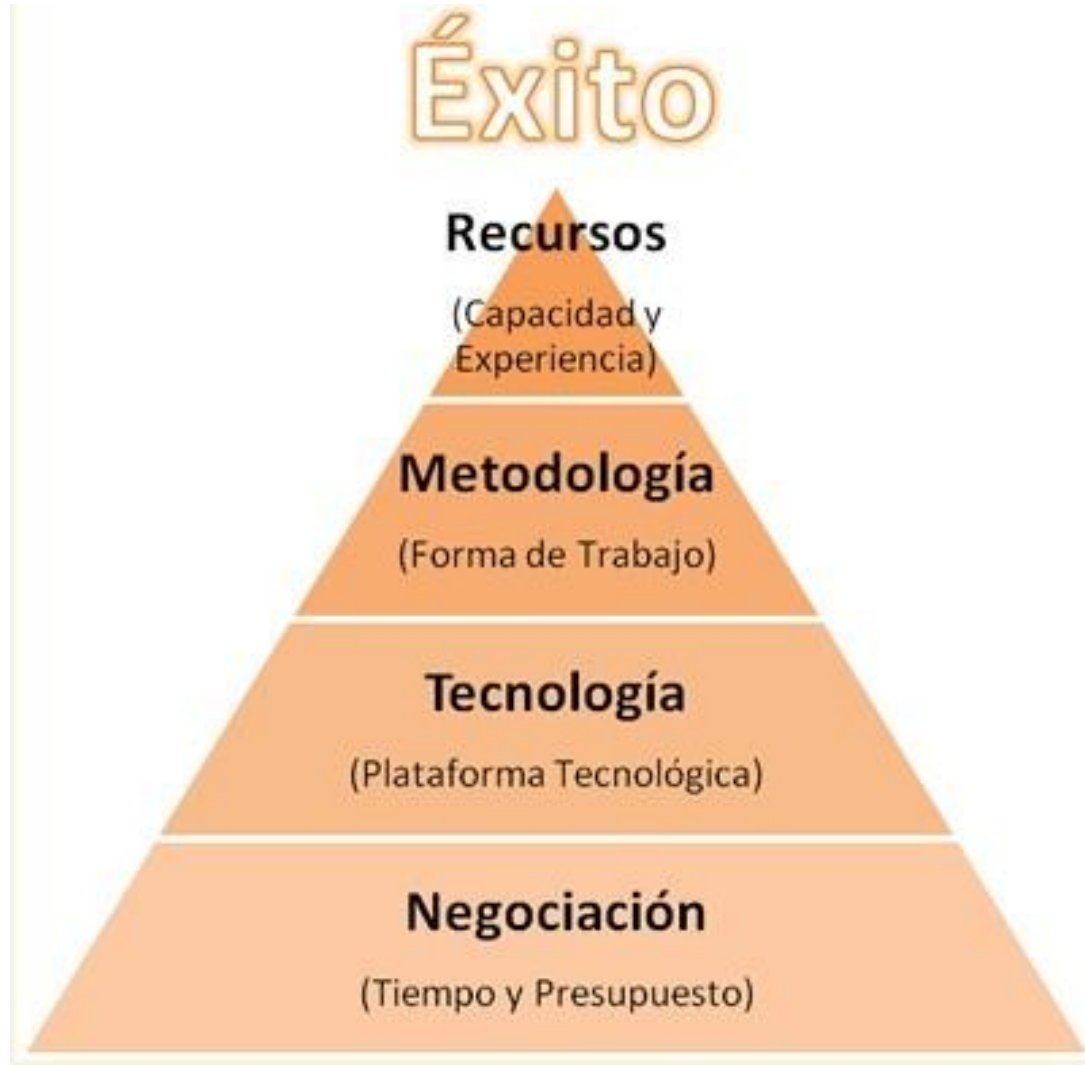 Éxito
Recursos
(Capacidad y
Experiencia)
Metodología
(Forma de Trabajo)
Tecnología
(Plataforma Tecnológica)
Negociación
(Tiempo y Presupuesto)